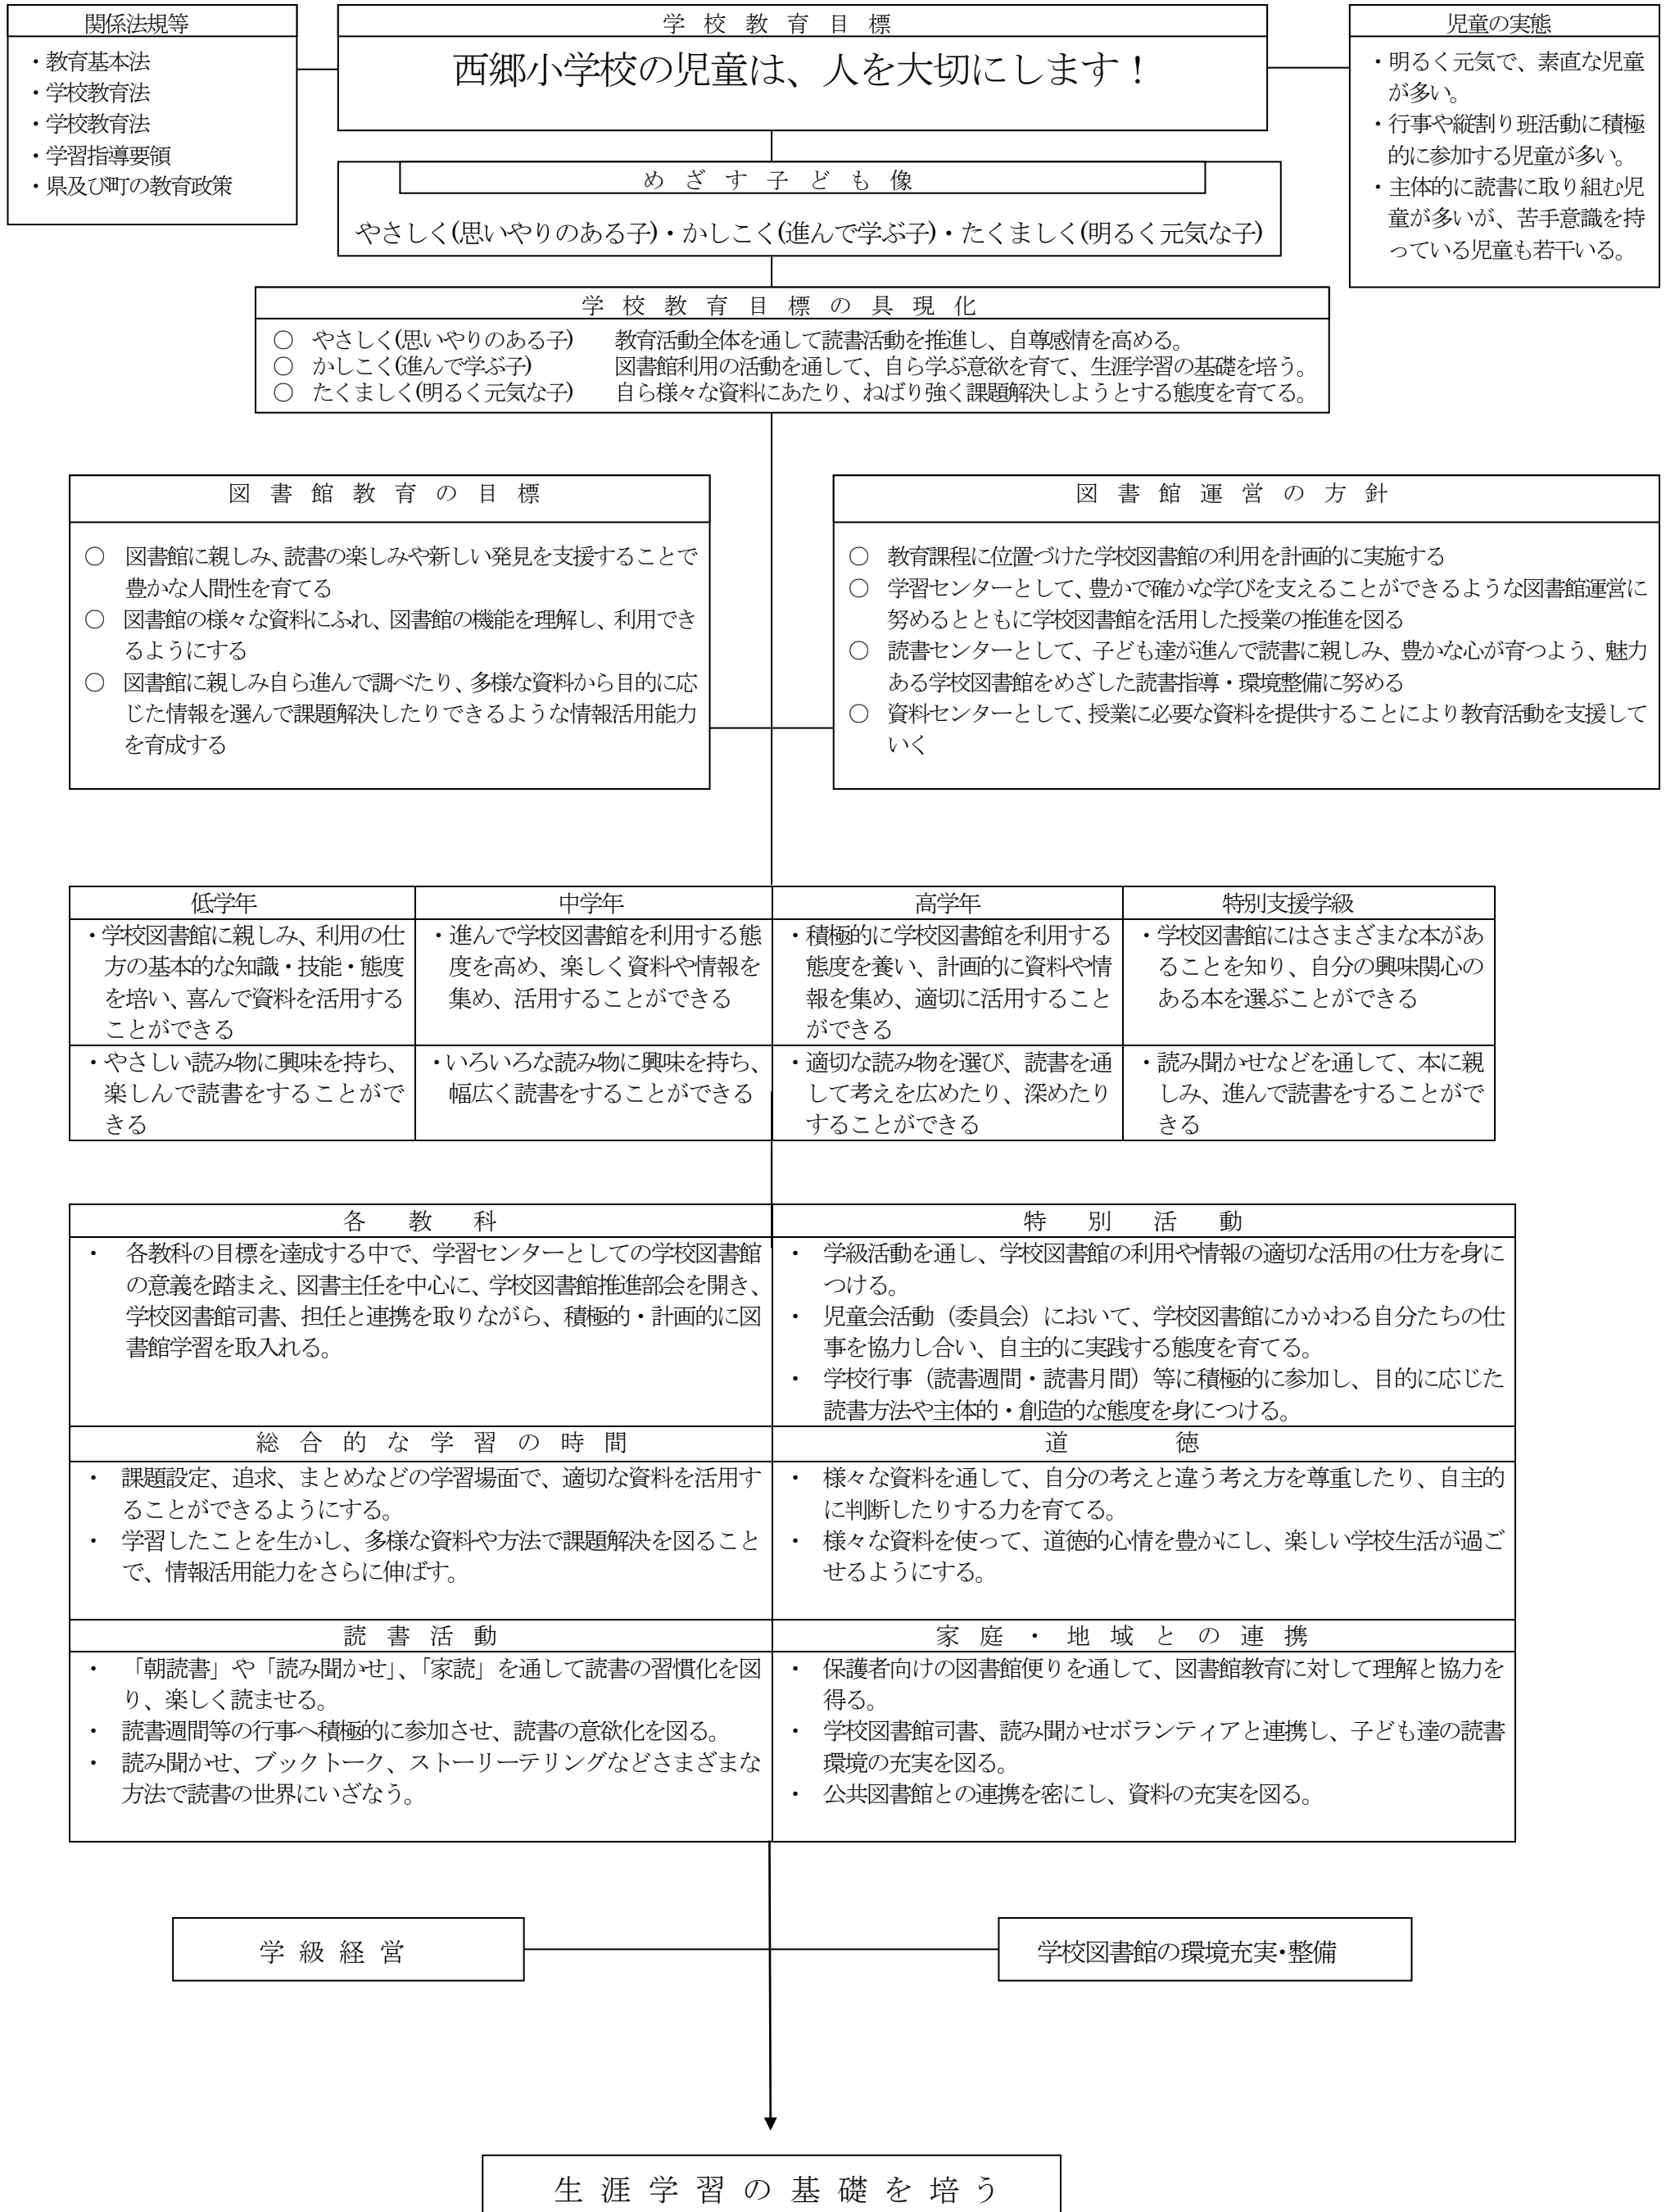 関係法規等
・教育基本法
・学校教育法
・学校教育法
・学習指導要領
・県及び町の教育政策
学校教育目標
西郷小学校の児童は、人を大切にします！
児童の実態
・明るく元気で、素直な児童
が多い。
・行事や縦割り班活動に積極
的に参加する児童が多い。
・主体的に読書に取り組む児
童が多いが、苦手意識を持
っている児童も若干いる。
めざす子ども像
やさしく(思いやりのある子)・かしこく(進んで学ぶ子)・たくましく(明るく元気な子)
学校教育目標の具現化
○ やさしく(思いやりのある子) 教育活動全体を通して読書活動を推進し、自尊感情を高める。
○ かしこく(進んで学ぶ子) 図書館利用の活動を通して、自ら学ぶ意欲を育て、生涯学習の基礎を培う。
○ たくましく(明るく元気な子) 自ら様々な資料にあたり、ねばり強く課題解決しようとする態度を育てる。
図書館教育の目標
○ 図書館に親しみ、読書の楽しみや新しい発見を支援することで
豊かな人間性を育てる
○ 図書館の様々な資料にふれ、図書館の機能を理解し、利用でき
るようにする
○ 図書館に親しみ自ら進んで調べたり、多様な資料から目的に応
じた情報を選んで課題解決したりできるような情報活用能力
を育成する
図書館運営の方針
○ 教育課程に位置づけた学校図書館の利用を計画的に実施する
○ 学習センターとして、豊かで確かな学びを支えることができるような図書館運営に
努めるとともに学校図書館を活用した授業の推進を図る
○ 読書センターとして、子ども達が進んで読書に親しみ、豊かな心が育つよう、魅力
ある学校図書館をめざした読書指導・環境整備に努める
○ 資料センターとして、授業に必要な資料を提供することにより教育活動を支援して
いく
低学年
・学校図書館に親しみ、利用の仕
方の基本的な知識・技能・態度
を培い、喜んで資料を活用する
ことができる
・やさしい読み物に興味を持ち、
楽しんで読書をすることがで
きる
中学年
・進んで学校図書館を利用する態
度を高め、楽しく資料や情報を
集め、活用することができる
・いろいろな読み物に興味を持ち、
幅広く読書をすることができる
高学年
・積極的に学校図書館を利用する
態度を養い、計画的に資料や情
報を集め、適切に活用すること
ができる
・適切な読み物を選び、読書を通
して考えを広めたり、深めたり
することができる
特別支援学級
・学校図書館にはさまざまな本があ
ることを知り、自分の興味関心の
ある本を選ぶことができる
・読み聞かせなどを通して、本に親
しみ、進んで読書をすることがで
きる
各教科
・ 各教科の目標を達成する中で、学習センターとしての学校図書館
の意義を踏まえ、図書主任を中心に、学校図書館推進部会を開き、
学校図書館司書、担任と連携を取りながら、積極的・計画的に図
書館学習を取入れる。
特別活動
・ 学級活動を通し、学校図書館の利用や情報の適切な活用の仕方を身に
つける。
・ 児童会活動（委員会）において、学校図書館にかかわる自分たちの仕
事を協力し合い、自主的に実践する態度を育てる。
・ 学校行事（読書週間・読書月間）等に積極的に参加し、目的に応じた
読書方法や主体的・創造的な態度を身につける。
総合的な学習の時間
・ 課題設定、追求、まとめなどの学習場面で、適切な資料を活用す
ることができるようにする。
・ 学習したことを生かし、多様な資料や方法で課題解決を図ること
で、情報活用能力をさらに伸ばす。
道徳
・ 様々な資料を通して、自分の考えと違う考え方を尊重したり、自主的
に判断したりする力を育てる。
・ 様々な資料を使って、道徳的心情を豊かにし、楽しい学校生活が過ご
せるようにする。
読書活動
・ 「朝読書」や「読み聞かせ」、「家読」を通して読書の習慣化を図
り、楽しく読ませる。
・ 読書週間等の行事へ積極的に参加させ、読書の意欲化を図る。
・ 読み聞かせ、ブックトーク、ストーリーテリングなどさまざまな
方法で読書の世界にいざなう。
家庭・地域との連携
・ 保護者向けの図書館便りを通して、図書館教育に対して理解と協力を
得る。
・ 学校図書館司書、読み聞かせボランティアと連携し、子ども達の読書
環境の充実を図る。
・ 公共図書館との連携を密にし、資料の充実を図る。
学級経営
学校図書館の環境充実・整備
生涯学習の基礎を培う